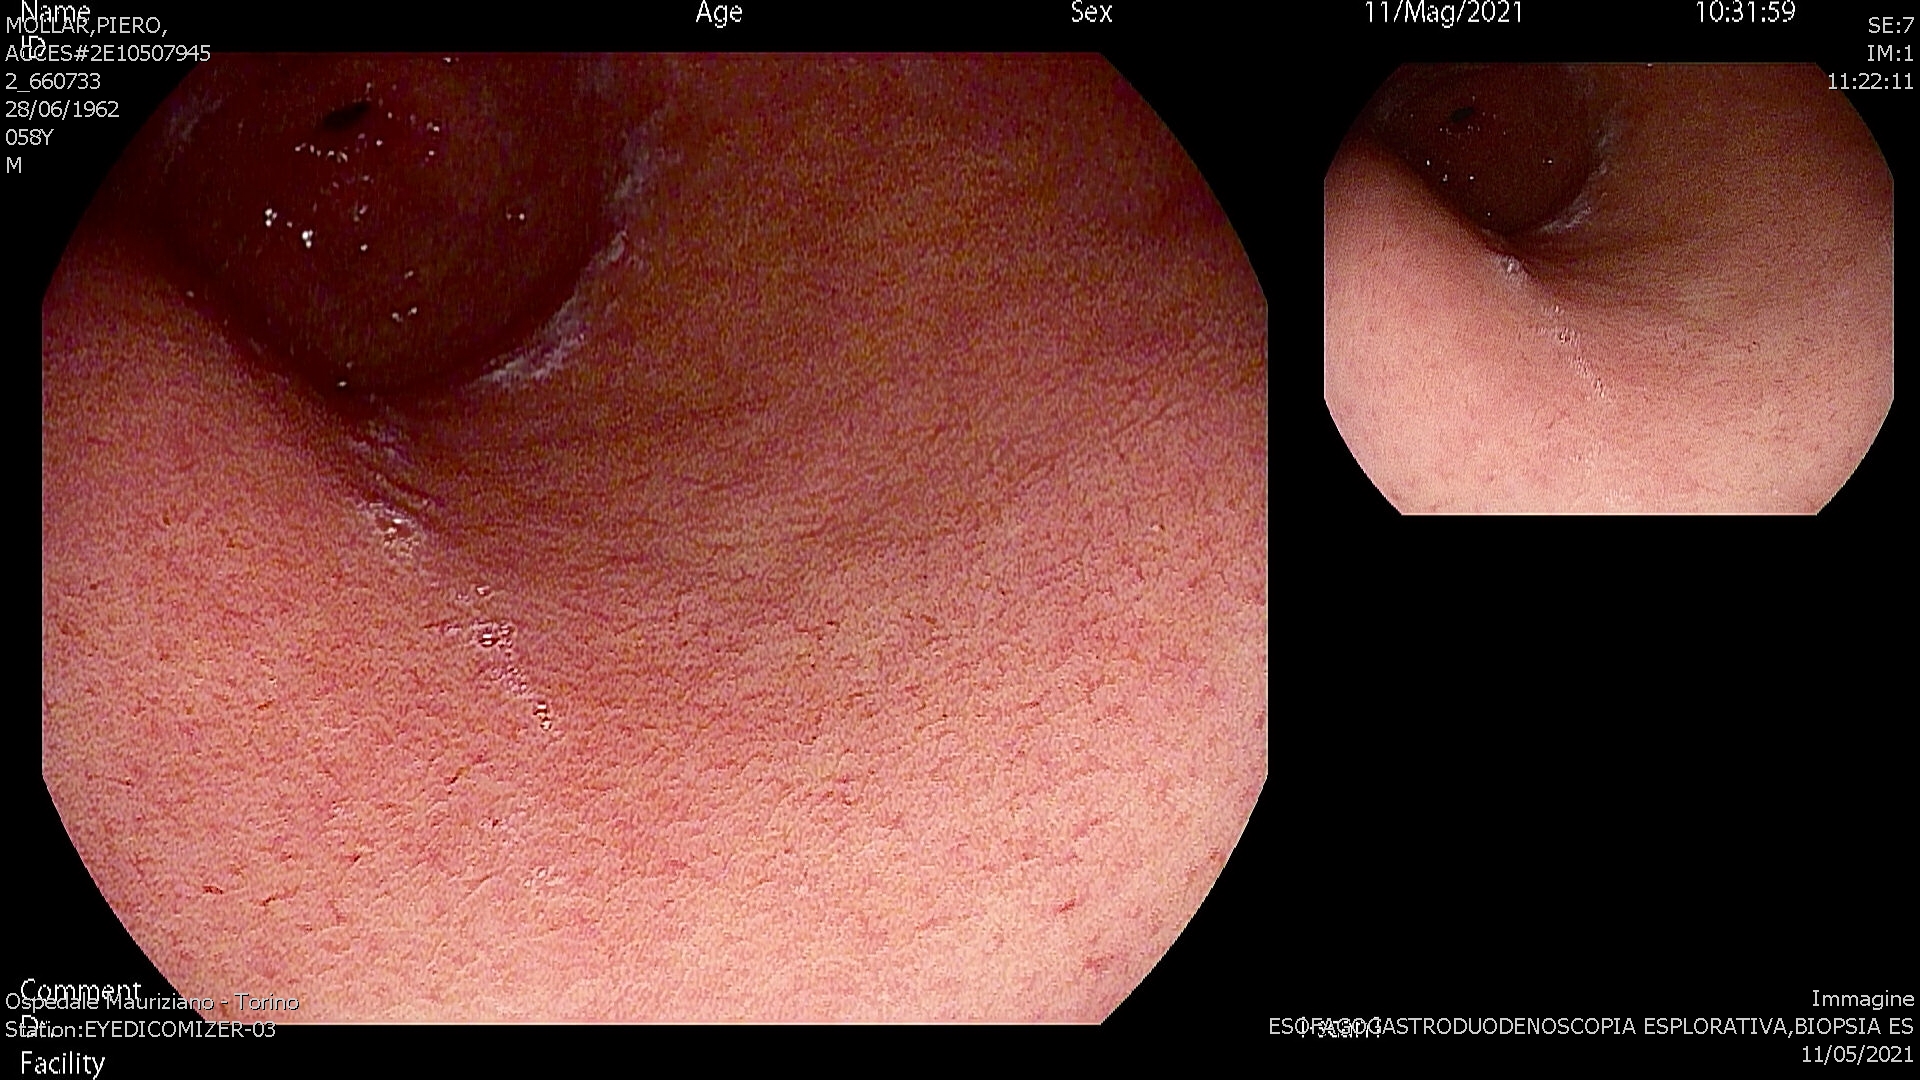 Name Age Sex 11/Mag/2021 10:31:59
MOLLAR,PIERO, SE:7
ID
ACCES#2E10507945 IM:1
2_660733 11:22:11
28/06/1962
058Y
M
Comment
Ospedale Mauriziano - Torino Immagine
Dr.
Station:EYEDICOMIZER-03 ESOFAGOGASTRODUODENOSCOPIA ESPLORATIVA,BIOPSIA ES
11/05/2021
Facility